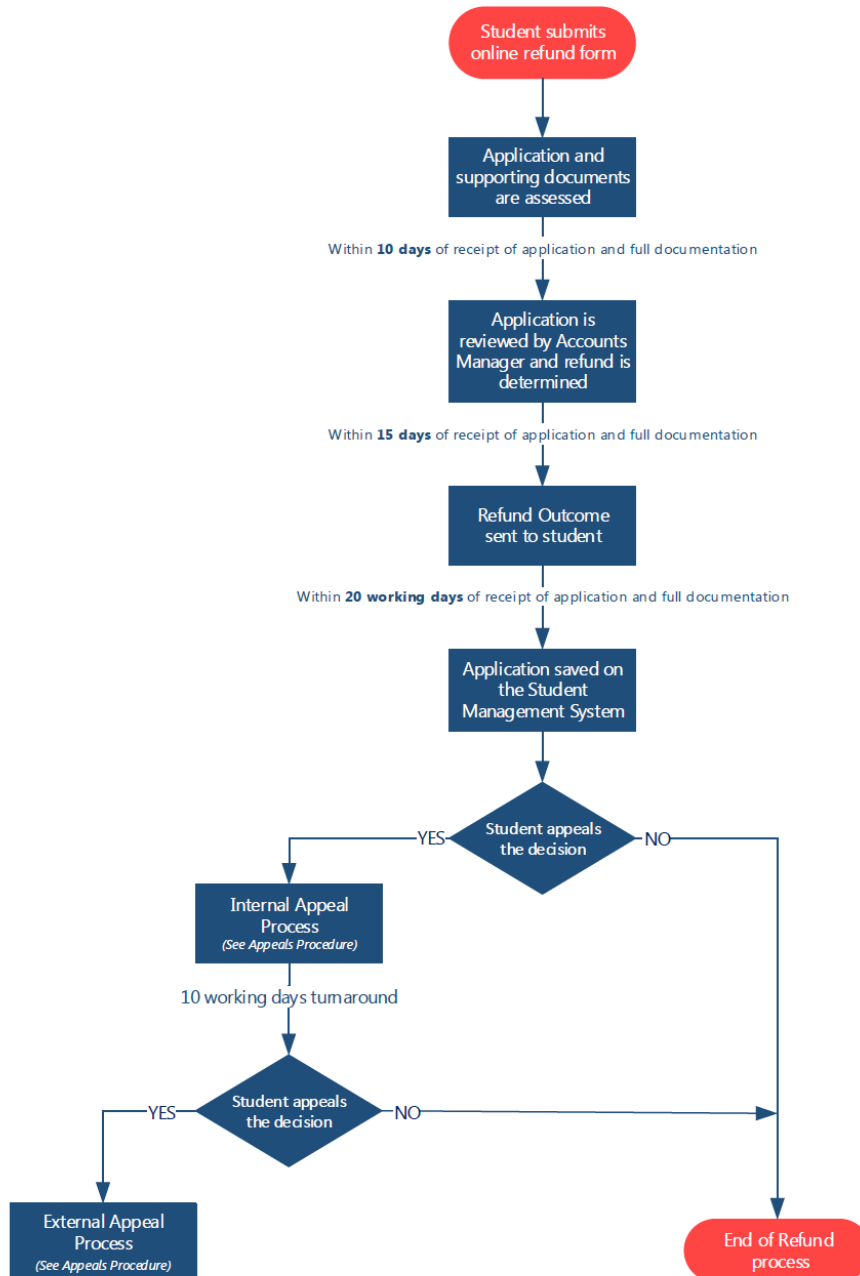 Student submits
online refund form
Application and
supporting documents
are assessed
Within 10 days of receipt of application and full documentation
Application is
reviewed by Accounts
Manager and refund is
determined
Within 15 days of receipt of application and full documentation
Refund Outcome
sent to student
Within 20 working days of receipt of application and full documentation
Application saved on
the Student
Management System
Student appeals
the decision
YES
NO
Internal Appeal
Process
(See Appeals Procedure)
10 working days turnaround
Student appeals
the decision
YES
NO
External Appeal
Process
(See Appeals Procedure)
End of Refund
process